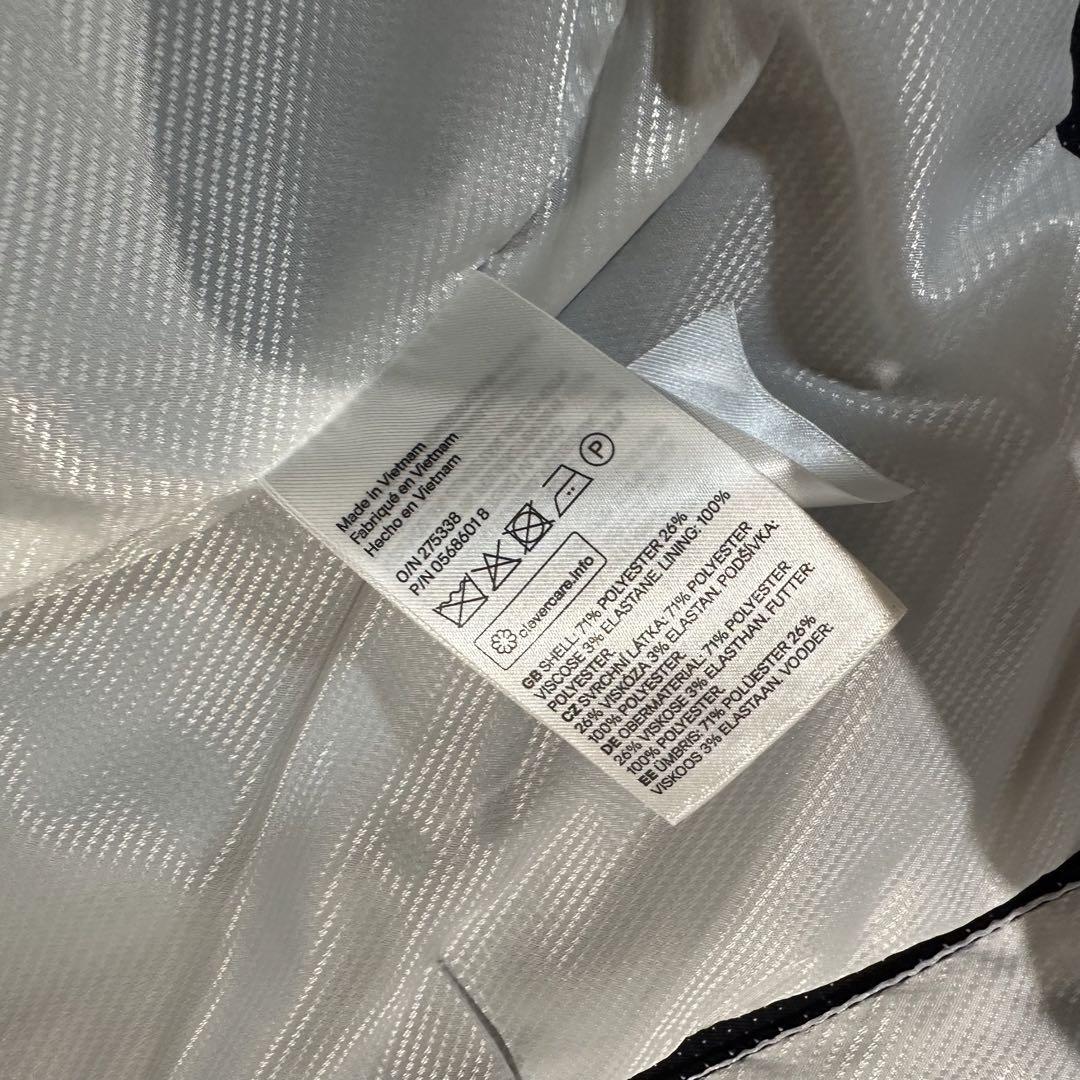 Made in Vietnam
Fabriqué en Vietnam
Hecho en Vietnam
O/N 275338
P/N 05686018
P
clevercare.info
GB SHELL: 71% POLYESTER 26%
VISCOSE 3% ELASTANE. LINING: 100%
POLYESTER.
CZ SVRCHNÍ LÁTKA: 71% POLYESTER
26% VISKÓZA 3% ELASTAN. PODŠÍVKA:
100% POLYESTER.
DE OBERMATERIAL: 71% POLYESTER
26% VISKOSE 3% ELASTHAN. FUTTER:
100% POLYESTER.
EE ÜMBRIS: 71% POLÜESTER 26%
VISKOOS 3% ELASTAAN. VOODER: